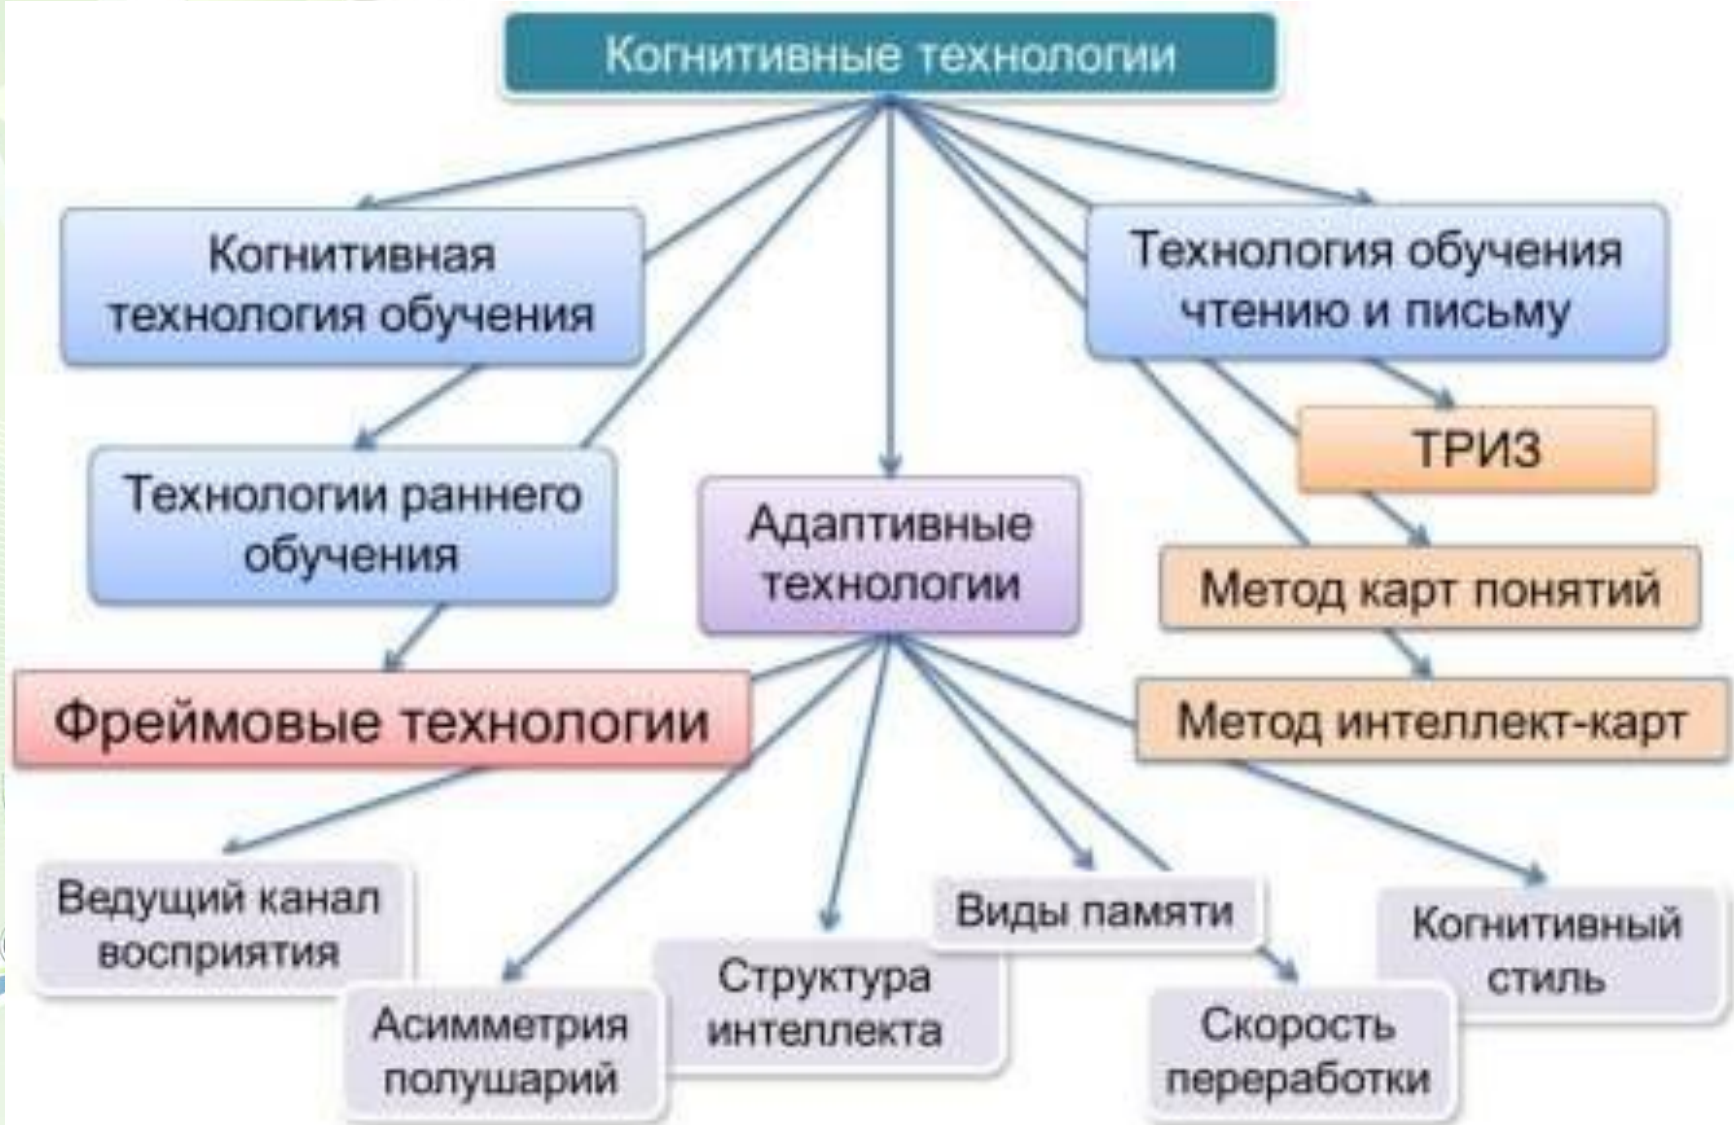 Когнитивные технологии
Когнитивная
технология обучения
Технология обучения
чтению и письму
ТРИЗ
Технологии раннего
обучения
Адаптивные
технологии
Метод карт понятий
Фреймовые технологии
Метод интеллект-карт
Ведущий канал
восприятия
Асимметрия
полушарий
Структура
интеллекта
Виды памяти
Скорость
переработки
Когнитивный
стиль